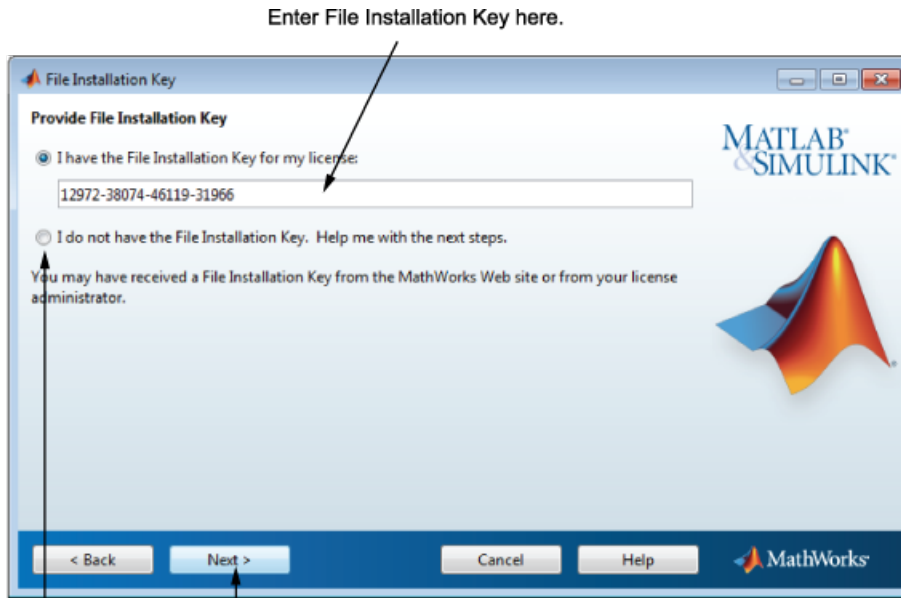 Enter File Installation Key here.
File Installation Key
Provide File Installation Key
MATLAB®
&SIMULINK®
I have the File Installation Key for my license:
12972-38074-46119-31966
I do not have the File Installation Key. Help me with the next steps.
You may have received a File Installation Key from the MathWorks Web site or from your license
administrator.
< Back Next > Cancel Help MathWorks®